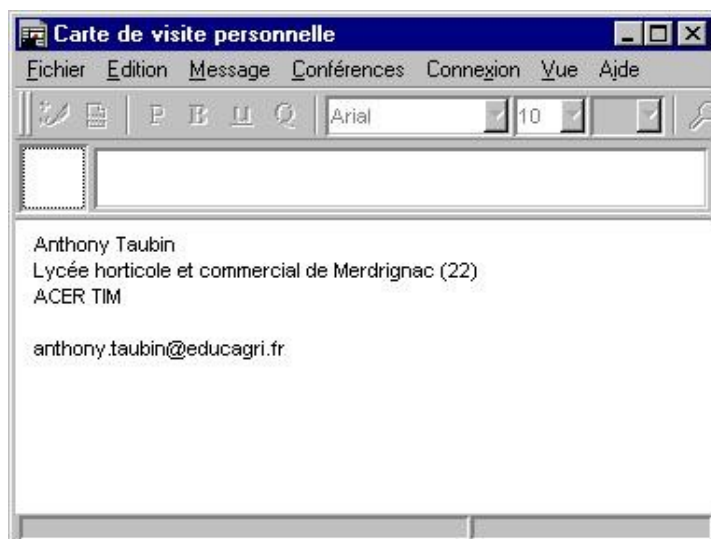 Carte de visite personnelle
Fichier Edition Message Conférences Connexion Vue Aide
P B U Q Arial 10
Anthony Taubin
Lycée horticole et commercial de Merdrignac (22)
ACER TIM
anthony.taubin@educagri.fr